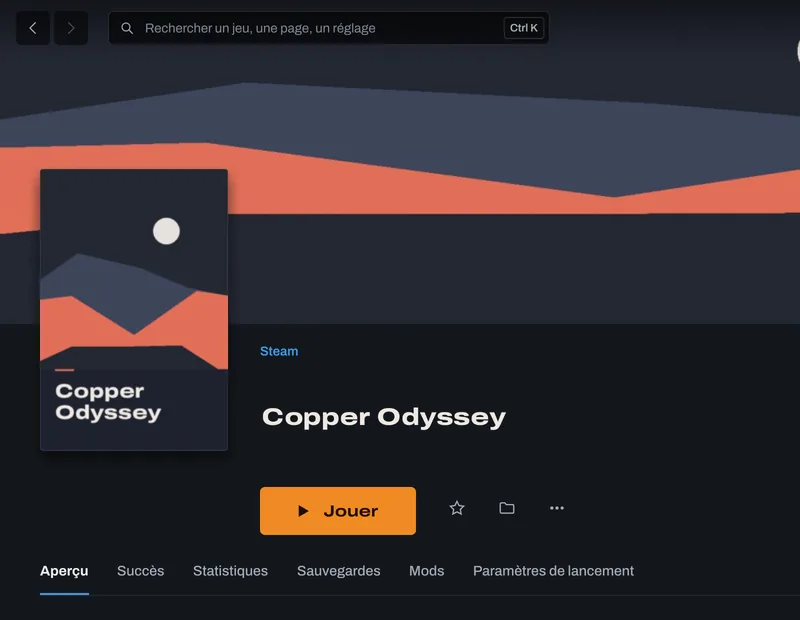 Rechercher un jeu, une page, un réglage
Ctrl K
Copper
Odyssey
Steam
Copper Odyssey
Jouer
Aperçu Succès Statistiques Sauvegardes Mods Paramètres de lancement